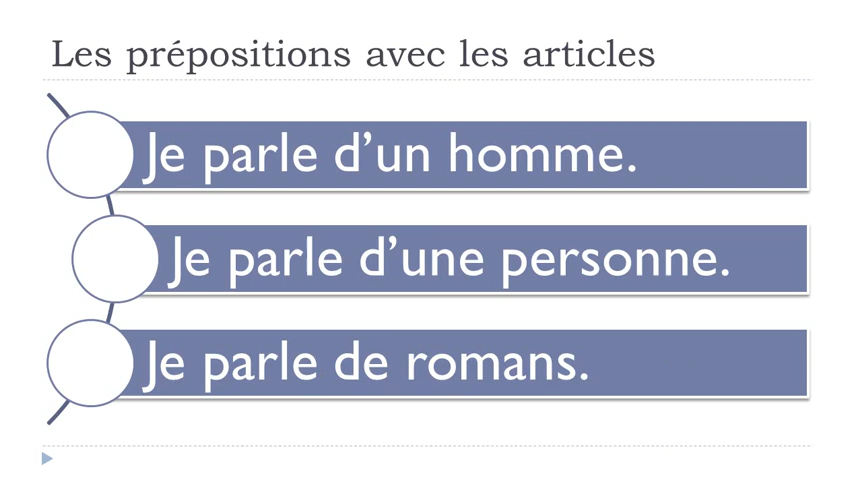 Les prépositions avec les articles
Je parle d’un homme.
Je parle d’une personne.
Je parle de romans.